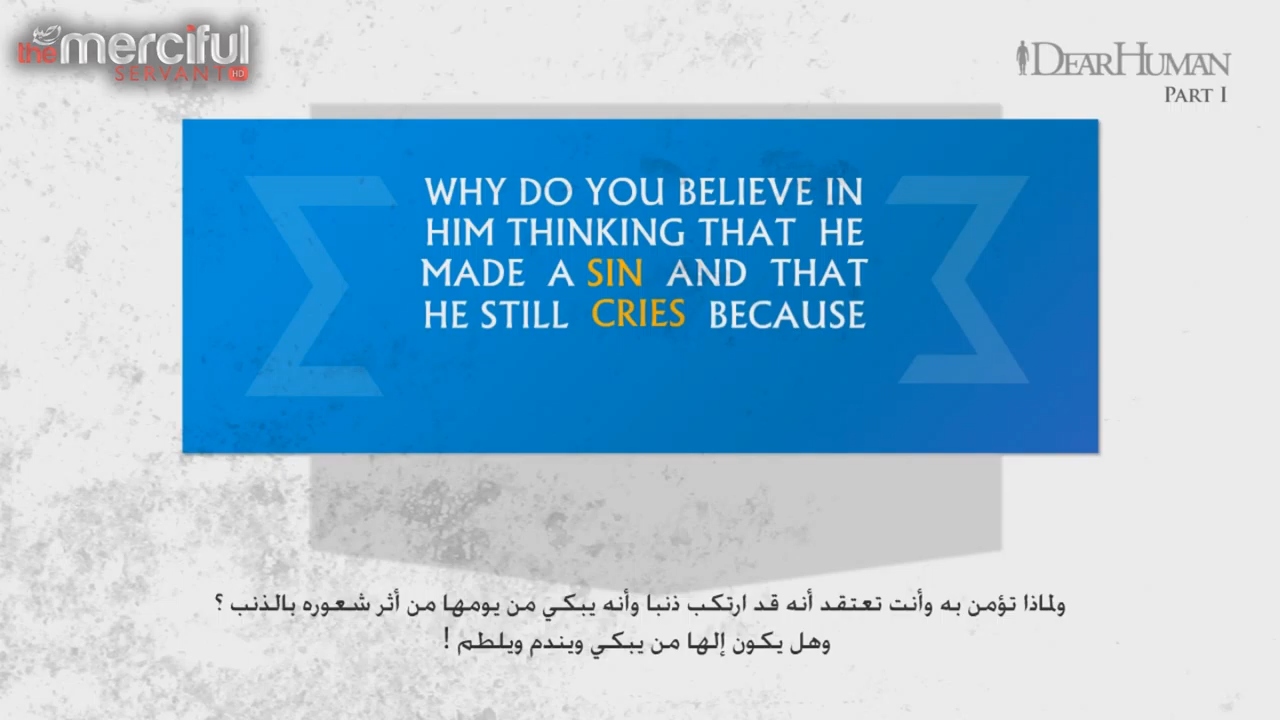 the merciful
SERVANT HD
DEARHUMAN
PART I
WHY DO YOU BELIEVE IN
HIM THINKING THAT HE
MADE A SIN AND THAT
HE STILL CRIES BECAUSE
ولماذا تؤمن به وأنت تعتقد أنه قد ارتكب ذنبا وأنه يبكي من يومها من أثر شعوره بالذنب ؟
وهل يكون إلها من يبكي ويندم ويلطم !